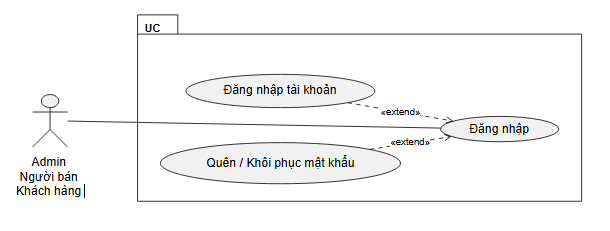 UC
Đăng nhập tài khoản
«extend»
Đăng nhập
«extend»
Quên / Khôi phục mật khẩu
Admin
Người bán
Khách hàng